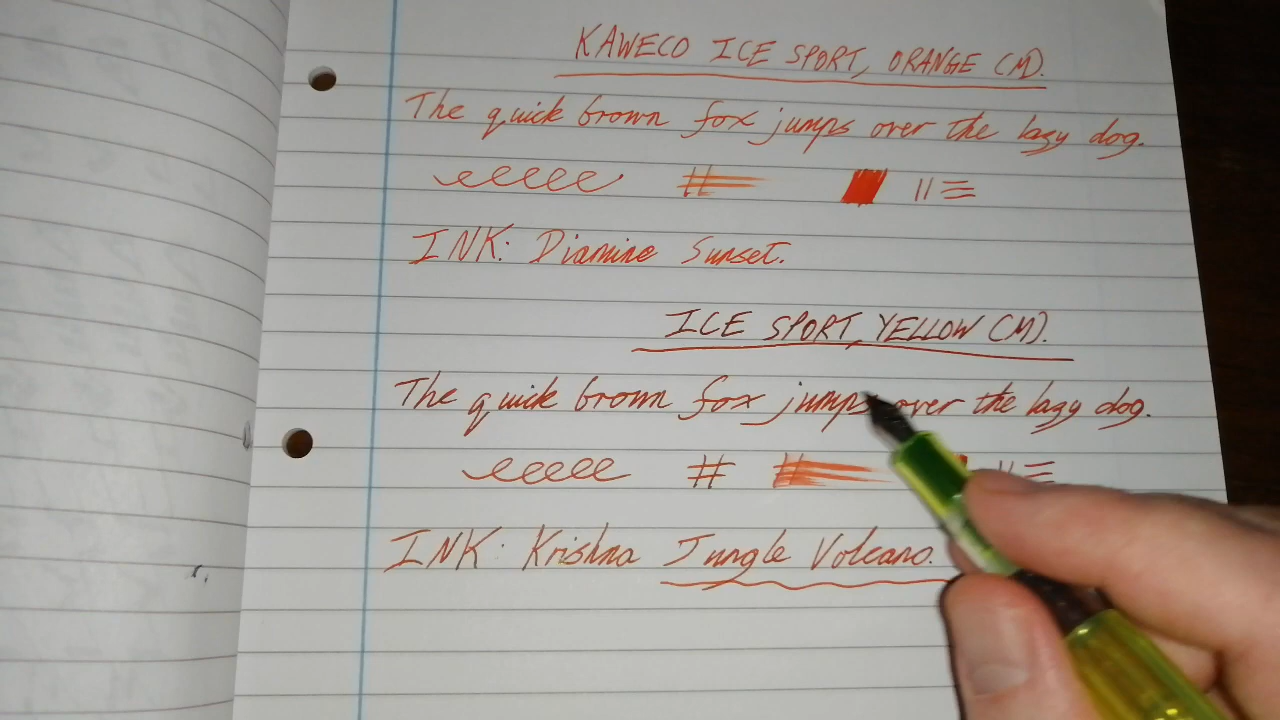 KAWECO ICE SPORT, ORANGE (M).
The quick brown fox jumps over the lazy dog.
INK: Diamine Sunset.
ICE SPORT, YELLOW (M).
The quick brown fox jumps over the lazy dog.
INK: Krishna Jungle Volcano.